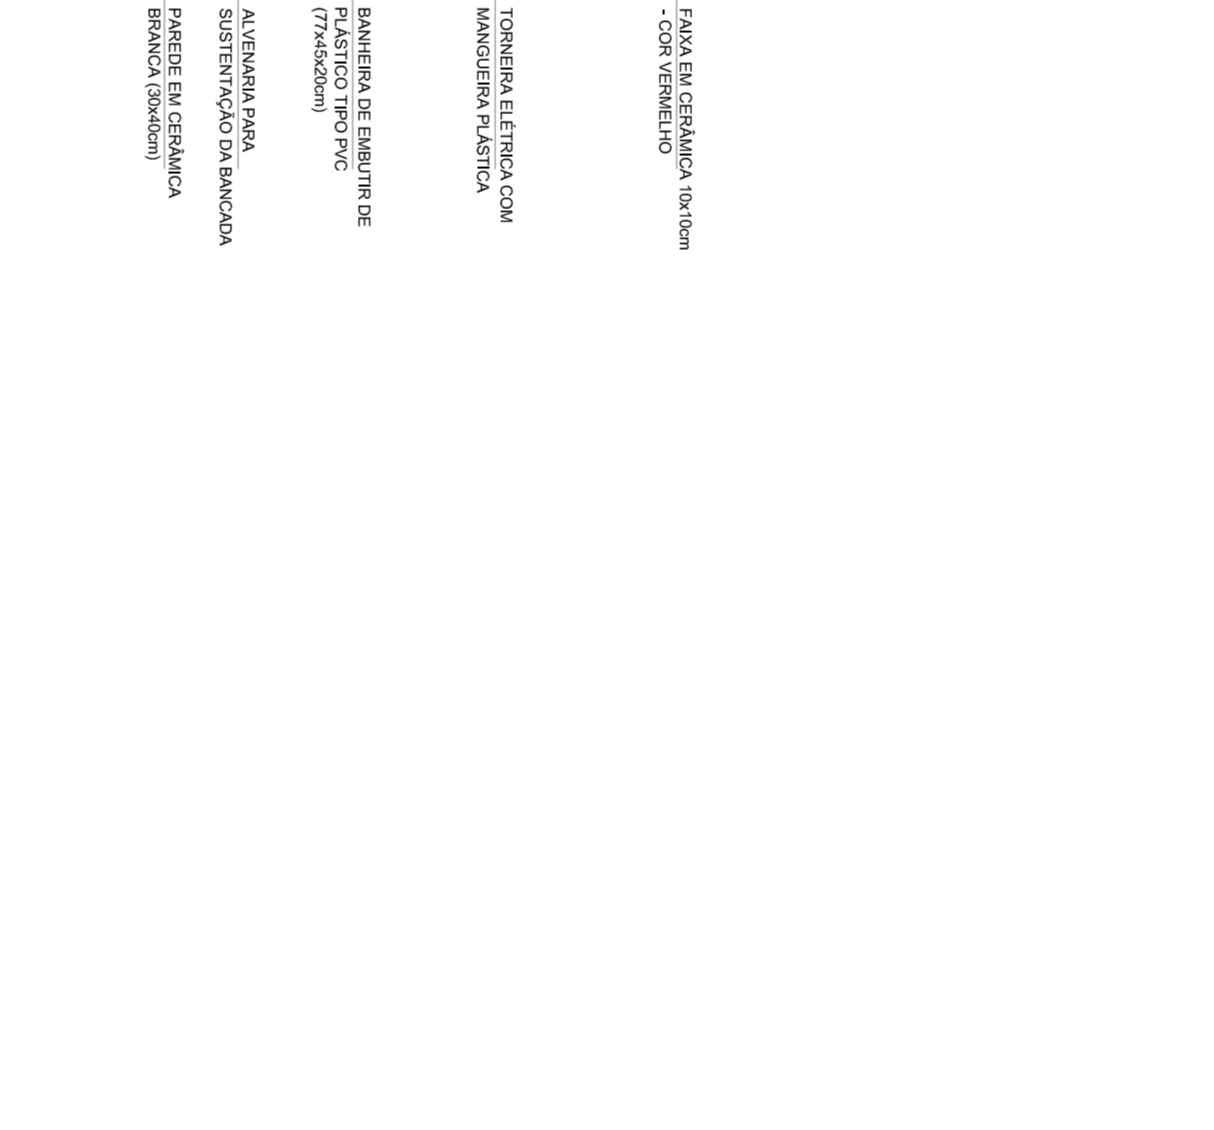 FAIXA EM CERÂMICA 10x10cm
- COR VERMELHO
TORNEIRA ELÉTRICA COM
MANGUEIRA PLÁSTICA
BANHEIRA DE EMBUTIR DE
PLÁSTICO TIPO PVC
(77x45x20cm)
ALVENARIA PARA
SUSTENTAÇÃO DA BANCADA
PAREDE EM CERÂMICA
BRANCA (30x40cm)